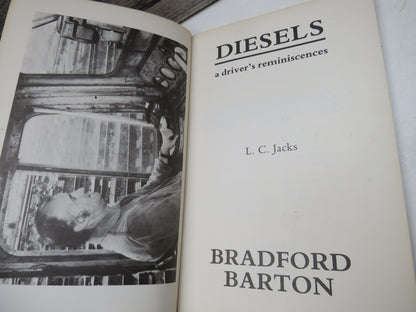 DIESELS
a driver's reminiscences
L. C. Jacks
BRADFORD
BARTON